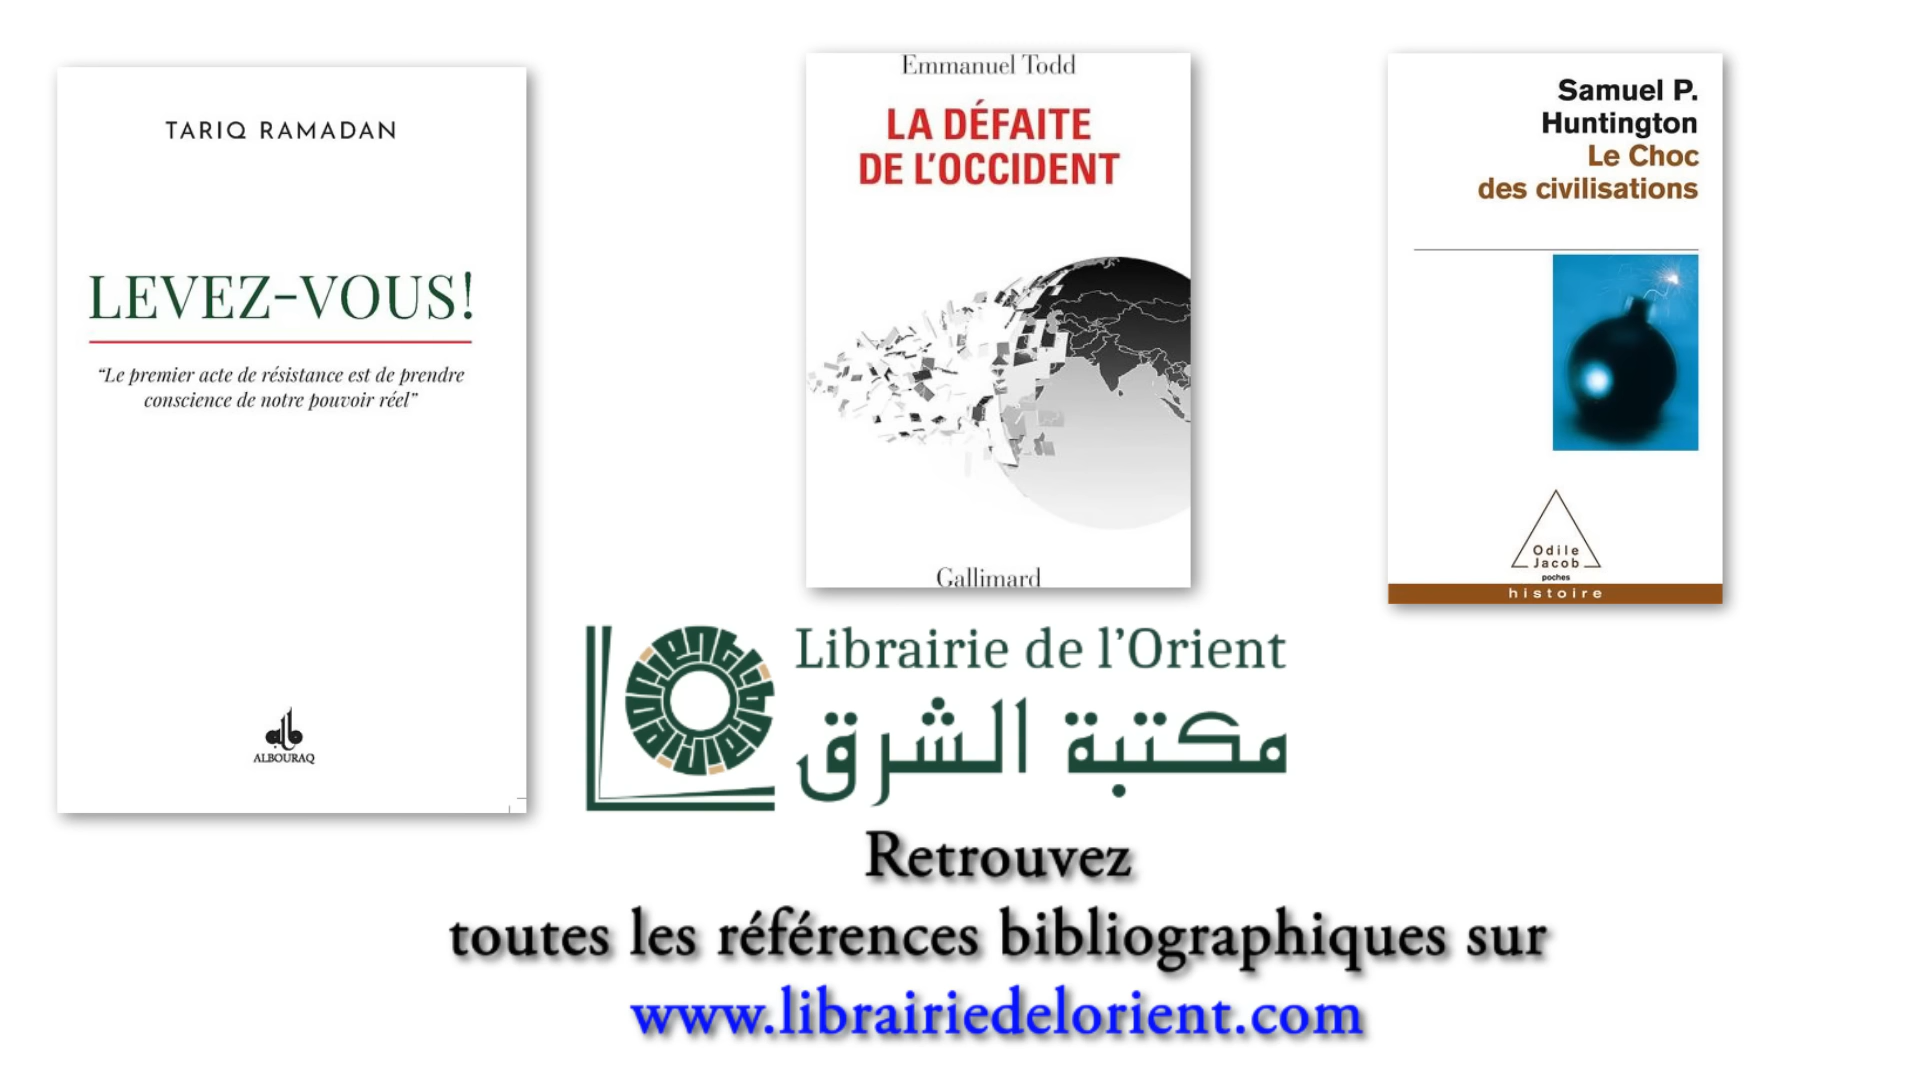 TARIQ RAMADAN
LEVEZ-VOUS!
“Le premier acte de résistance est de prendre
conscience de notre pouvoir réel”
ALBOURAQ
Emmanuel Todd
LA DÉFAITE
DE L’OCCIDENT
Gallimard
Samuel P.
Huntington
Le Choc
des civilisations
Odile
Jacob
poches
histoire
Librairie de l’Orient
مكتبة الشرق
Retrouvez
toutes les références bibliographiques sur
www.librairiedelorient.com